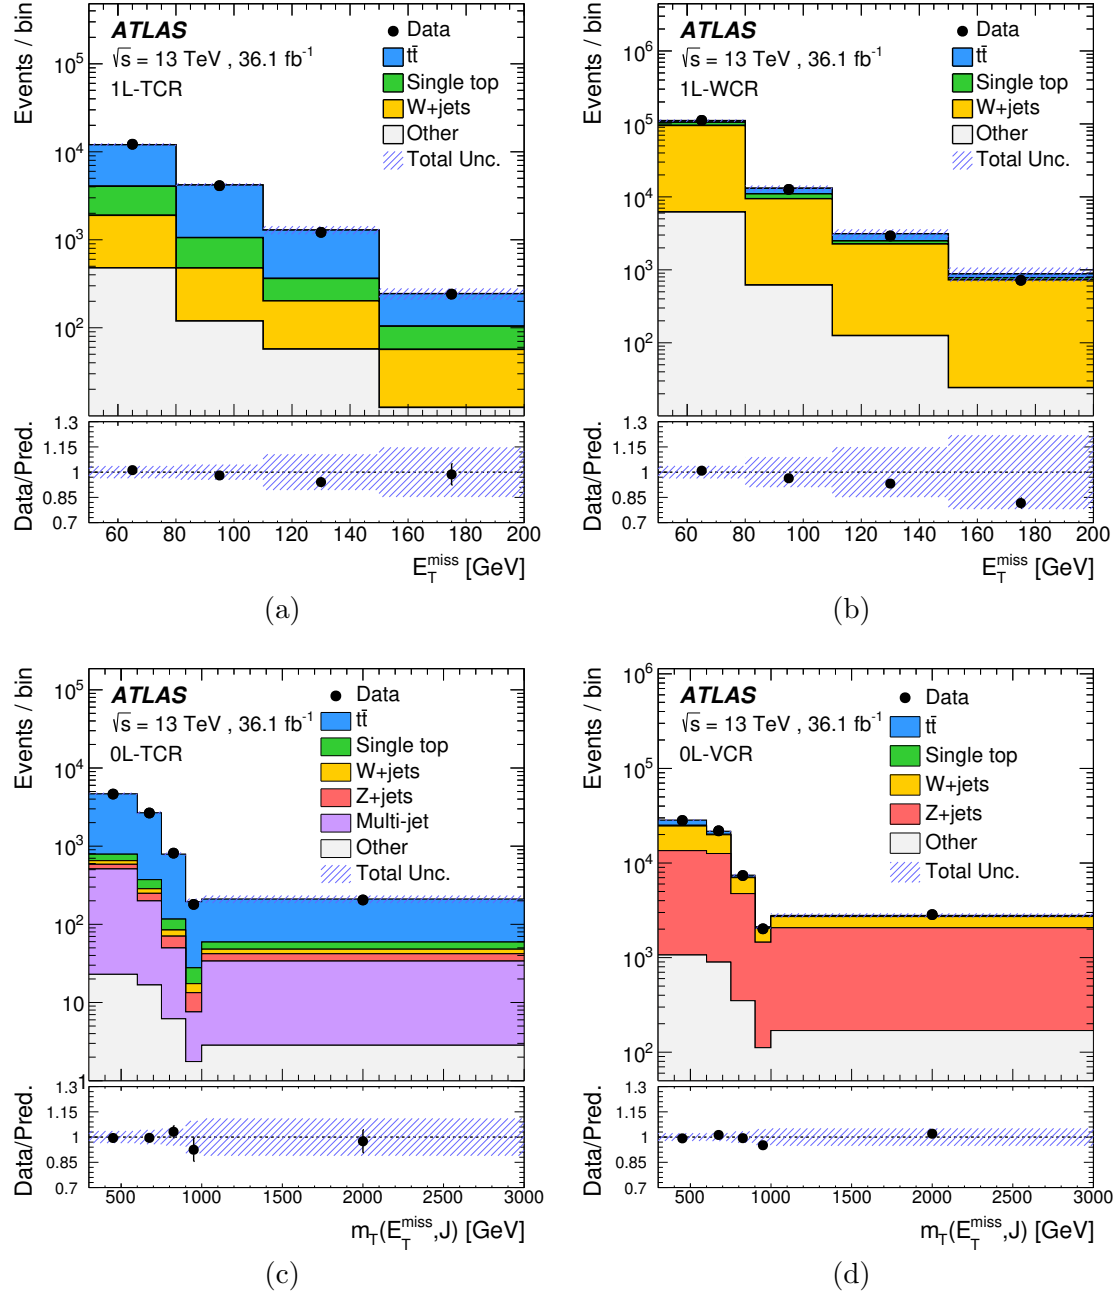 Events / bin
10⁵
10⁴
10³
10²
ATLAS
√s = 13 TeV , 36.1 fb⁻¹
1L-TCR
Data
tt̄
Single top
W+jets
Other
Total Unc.
Data/Pred.
1.3
1.15
1
0.85
0.7
60 80 100 120 140 160 180 200
E_T^miss [GeV]
(a)
Events / bin
10⁶
10⁵
10⁴
10³
10²
ATLAS
√s = 13 TeV , 36.1 fb⁻¹
1L-WCR
Data
tt̄
Single top
W+jets
Other
Total Unc.
Data/Pred.
1.3
1.15
1
0.85
0.7
60 80 100 120 140 160 180 200
E_T^miss [GeV]
(b)
Events / bin
10⁵
10⁴
10³
10²
10
1
ATLAS
√s = 13 TeV , 36.1 fb⁻¹
0L-TCR
Data
tt̄
Single top
W+jets
Z+jets
Multi-jet
Other
Total Unc.
Data/Pred.
1.3
1.15
1
0.85
0.7
500 1000 1500 2000 2500 3000
m_T(E_T^miss,J) [GeV]
(c)
Events / bin
10⁶
10⁵
10⁴
10³
10²
ATLAS
√s = 13 TeV , 36.1 fb⁻¹
0L-VCR
Data
tt̄
Single top
W+jets
Z+jets
Other
Total Unc.
Data/Pred.
1.3
1.15
1
0.85
0.7
500 1000 1500 2000 2500 3000
m_T(E_T^miss,J) [GeV]
(d)